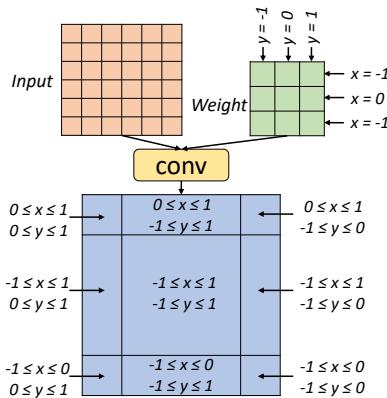 y = -1
y = 0
y = 1
Input
Weight
x = -1
x = 0
x = -1
conv
0 ≤ x ≤ 1
0 ≤ y ≤ 1
0 ≤ x ≤ 1
-1 ≤ y ≤ 1
0 ≤ x ≤ 1
-1 ≤ y ≤ 0
-1 ≤ x ≤ 1
0 ≤ y ≤ 1
-1 ≤ x ≤ 1
-1 ≤ y ≤ 1
-1 ≤ x ≤ 1
-1 ≤ y ≤ 0
-1 ≤ x ≤ 0
0 ≤ y ≤ 1
-1 ≤ x ≤ 0
-1 ≤ y ≤ 1
-1 ≤ x ≤ 0
-1 ≤ y ≤ 0